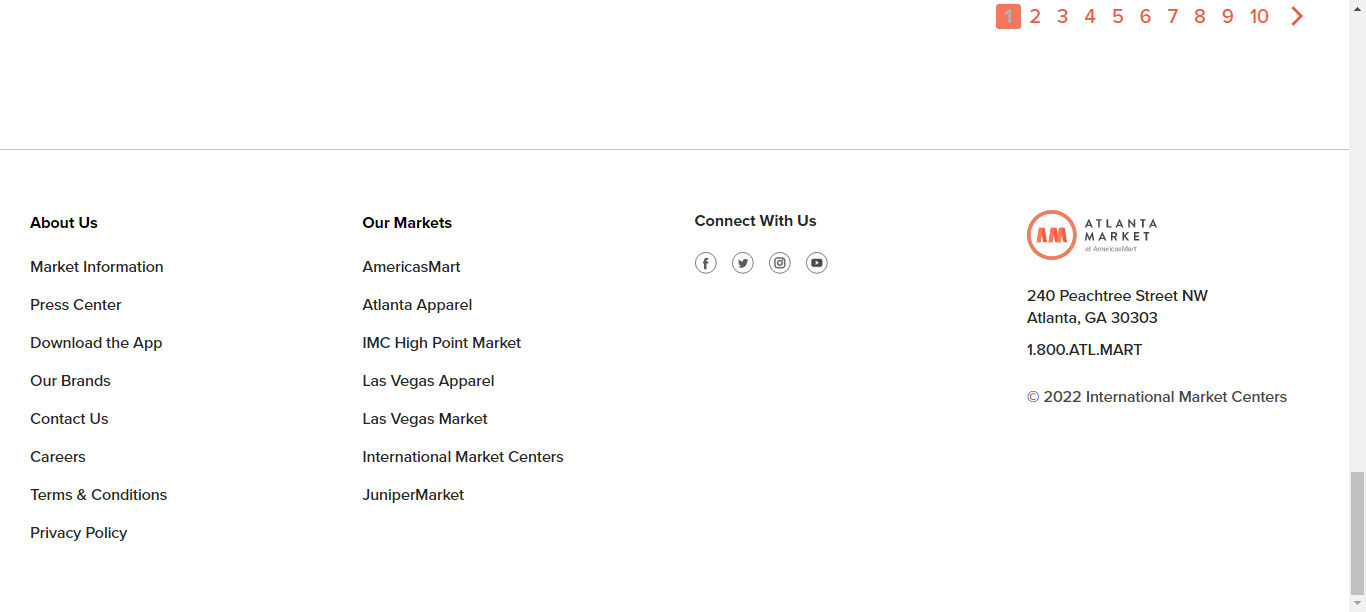 1 2 3 4 5 6 7 8 9 10
About Us
Market Information
Press Center
Download the App
Our Brands
Contact Us
Careers
Terms & Conditions
Privacy Policy
Our Markets
AmericasMart
Atlanta Apparel
IMC High Point Market
Las Vegas Apparel
Las Vegas Market
International Market Centers
JuniperMarket
Connect With Us
AM
ATLANTA
MARKET
at AmericasMart
240 Peachtree Street NW
Atlanta, GA 30303
1.800.ATL.MART
© 2022 International Market Centers